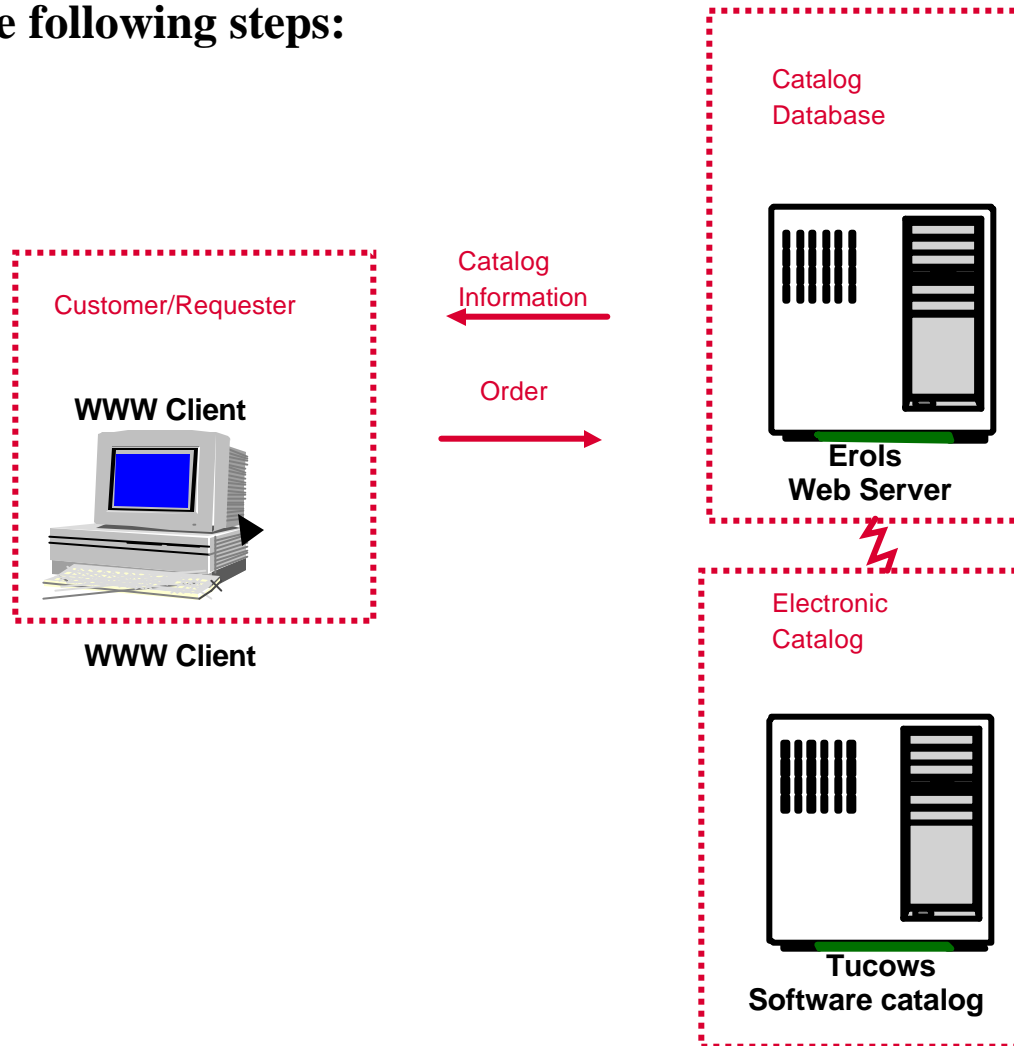 e following steps:
Catalog
Database
Catalog
Information
Customer/Requester
Order
WWW Client
Erols
Web Server
Electronic
Catalog
WWW Client
Tucows
Software catalog